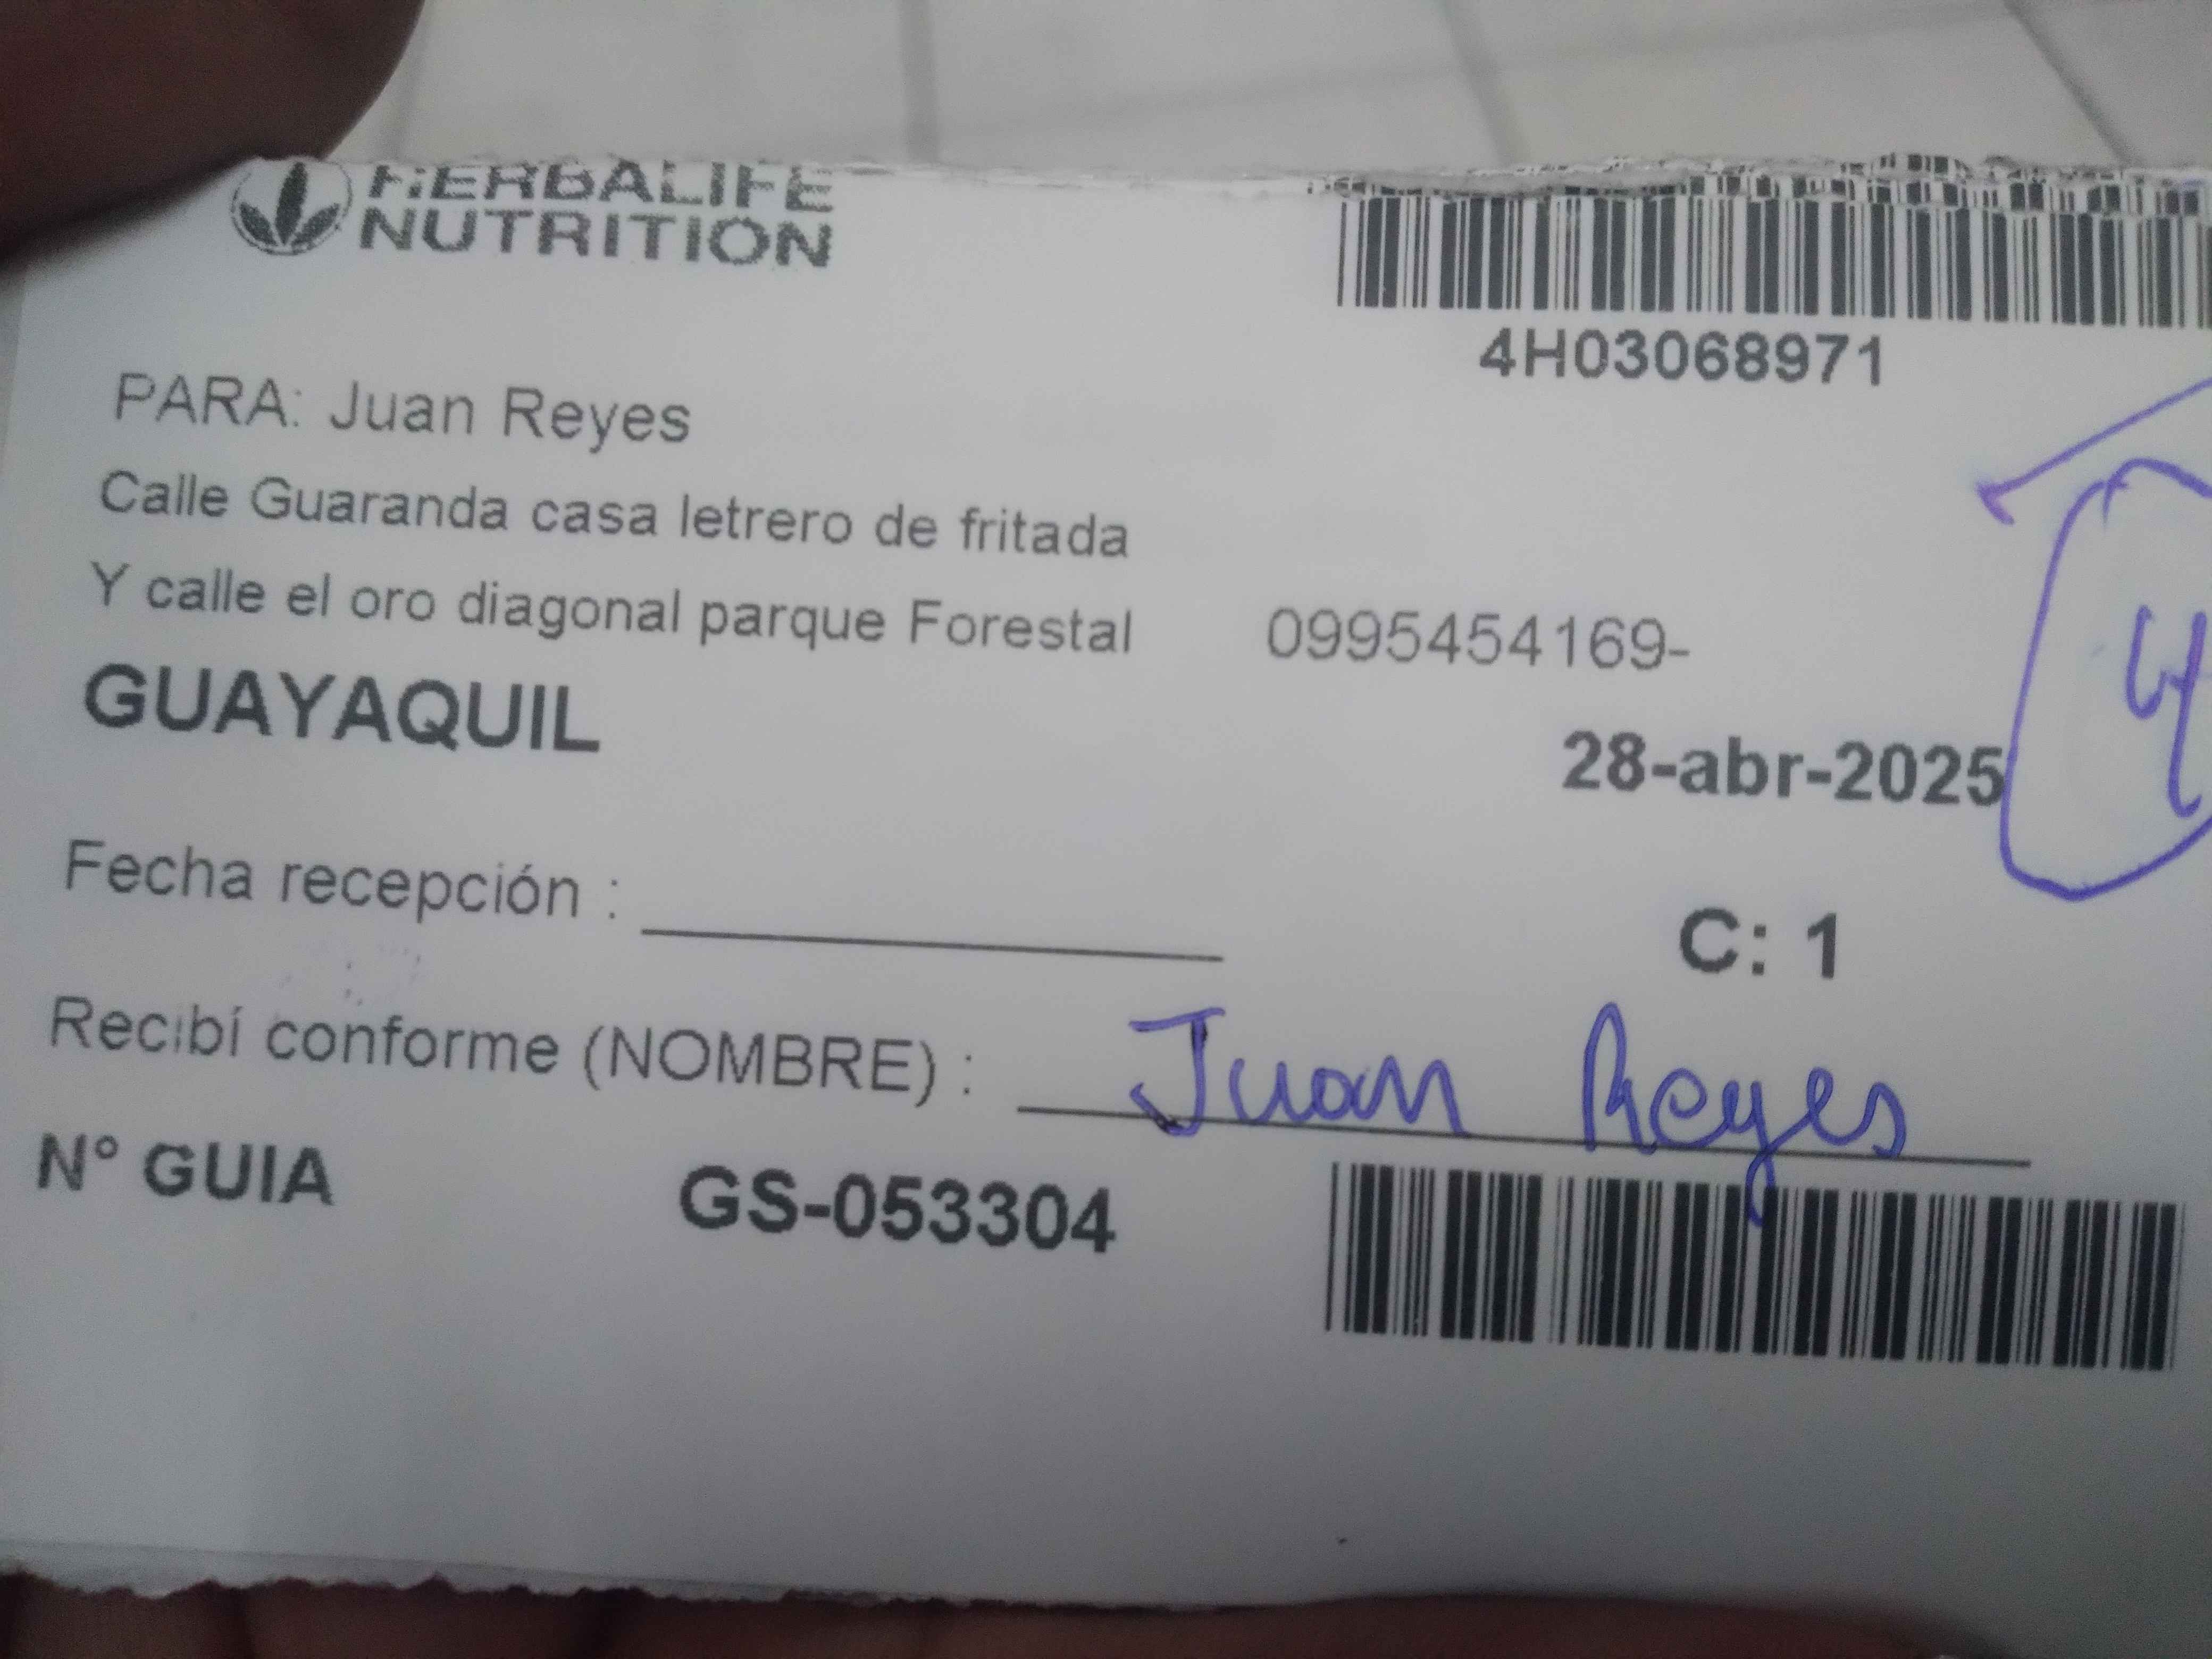 HERBALIFE
NUTRITION
4H03068971
PARA: Juan Reyes
Calle Guaranda casa letrero de fritada
Y calle el oro diagonal parque Forestal 0995454169-
GUAYAQUIL
28-abr-2025
4
Fecha recepción :
C: 1
Recibí conforme (NOMBRE) : Juan Reyes
N° GUIA GS-053304